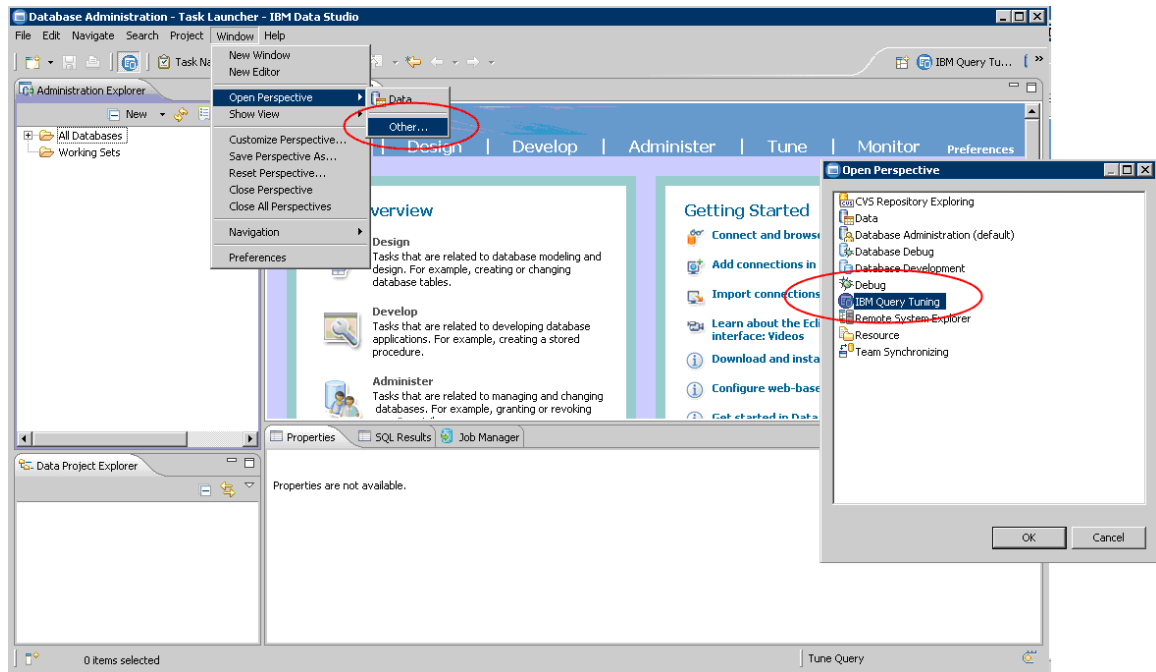 Database Administration - Task Launcher - IBM Data Studio
File Edit Navigate Search Project Window Help
Task Na
IBM Query Tu...
»
New Window
New Editor
Open Perspective
Show View
Customize Perspective...
Save Perspective As...
Reset Perspective...
Close Perspective
Close All Perspectives
Navigation
Preferences
Data
Other...
Administration Explorer
New
All Databases
Working Sets
| Design | Develop | Administer | Tune | Monitor Preferences
verview
Design
Tasks that are related to database modeling and
design. For example, creating or changing
database tables.
Develop
Tasks that are related to developing database
applications. For example, creating a stored
procedure.
Administer
Tasks that are related to managing and changing
databases. For example, granting or revoking
Getting Started
Connect and browse
Add connections in
Import connections
Learn about the Ecli
interface: Videos
Download and insta
Configure web-base
Get started in Data
Open Perspective
CVS Repository Exploring
Data
Database Administration (default)
Database Debug
Database Development
Debug
IBM Query Tuning
Remote System Explorer
Resource
Team Synchronizing
OK Cancel
Properties SQL Results Job Manager
Properties are not available.
Data Project Explorer
0 items selected
Tune Query